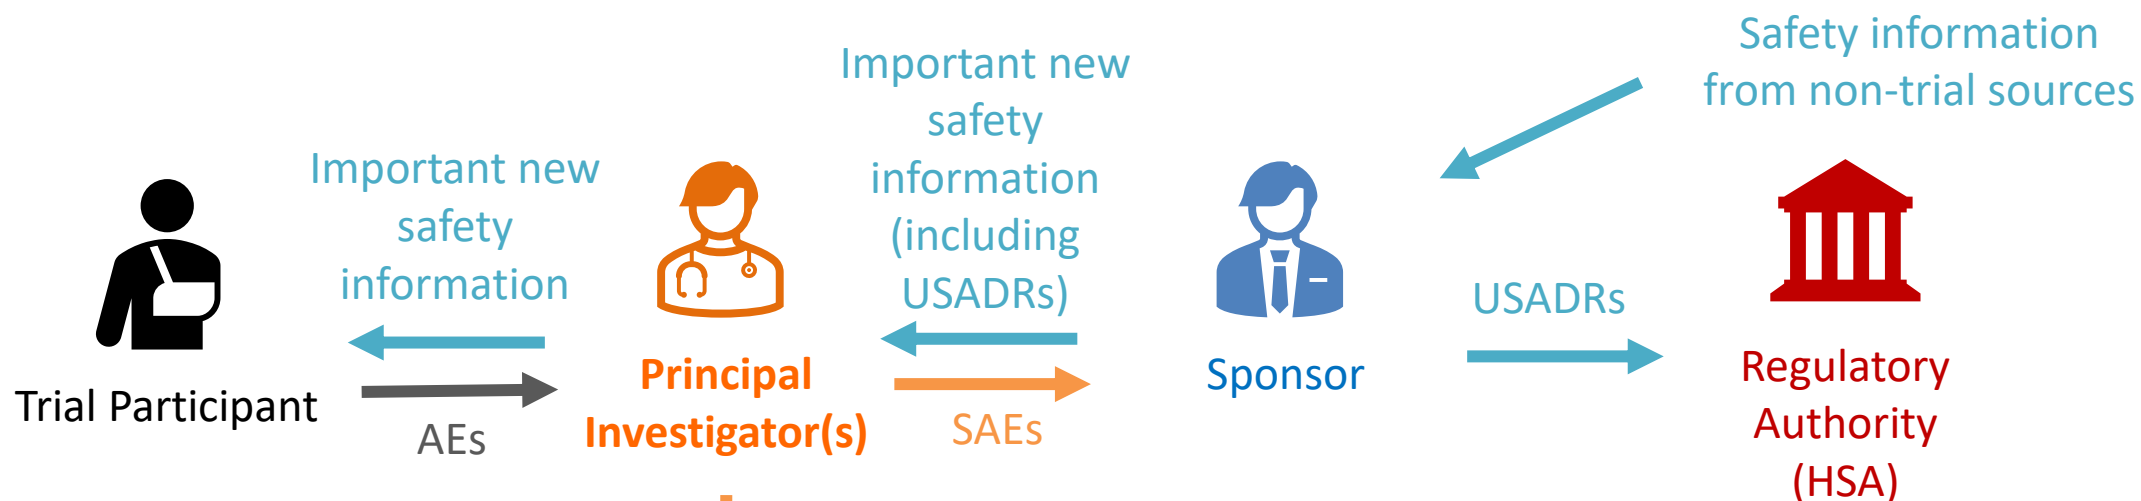 Important new
safety
information
Trial Participant
AEs
Principal
Investigator(s)
Important new
safety
information
(including
USADRs)
SAEs
Sponsor
Safety information
from non-trial sources
USADRs
Regulatory
Authority
(HSA)